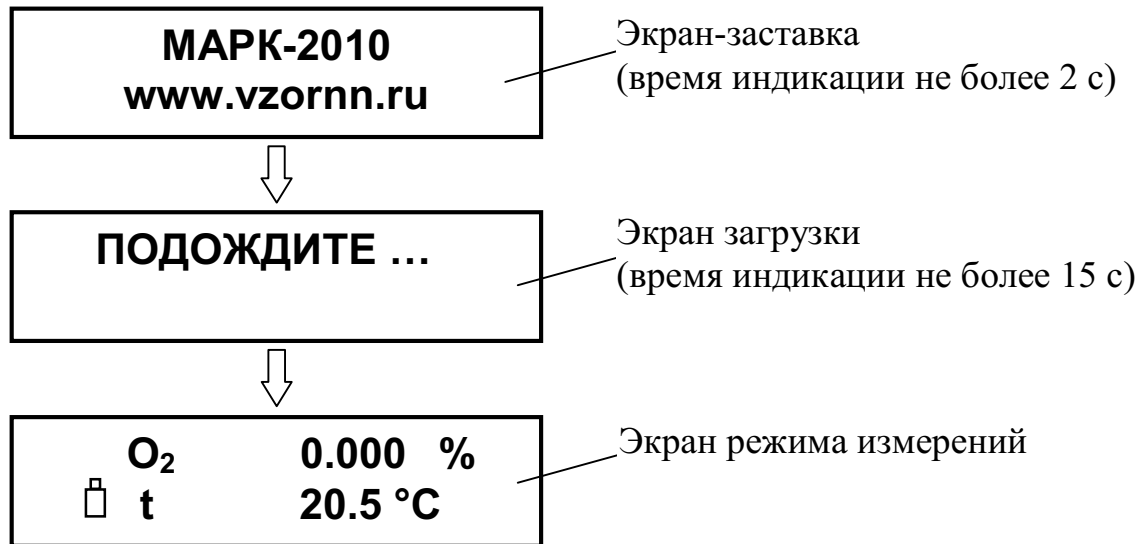 МАРК-2010
www.vzornn.ru
Экран-заставка
(время индикации не более 2 с)
ПОДОЖДИТЕ ...
Экран загрузки
(время индикации не более 15 с)
O₂ 0.000 %
t 20.5 °C
Экран режима измерений